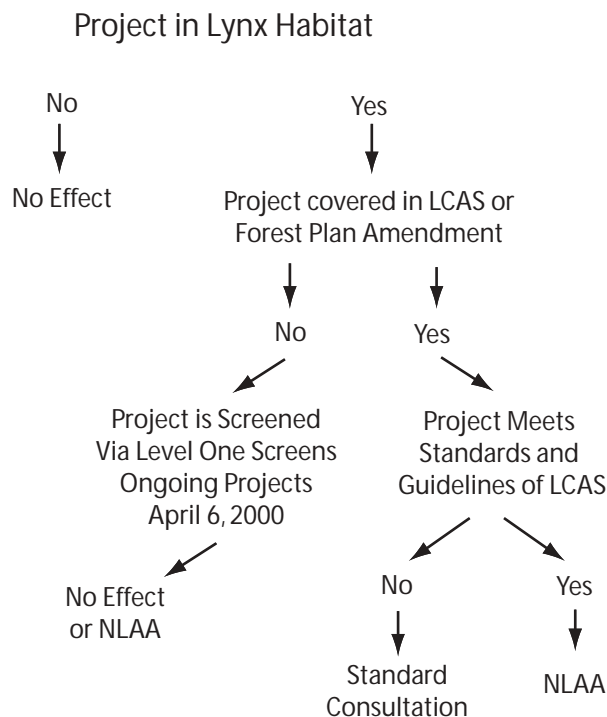 Project in Lynx Habitat
No
Yes
No Effect
Project covered in LCAS or
Forest Plan Amendment
No
Yes
Project is Screened
Via Level One Screens
Ongoing Projects
April 6, 2000
Project Meets
Standards and
Guidelines of LCAS
No Effect
or NLAA
No
Yes
Standard
Consultation
NLAA